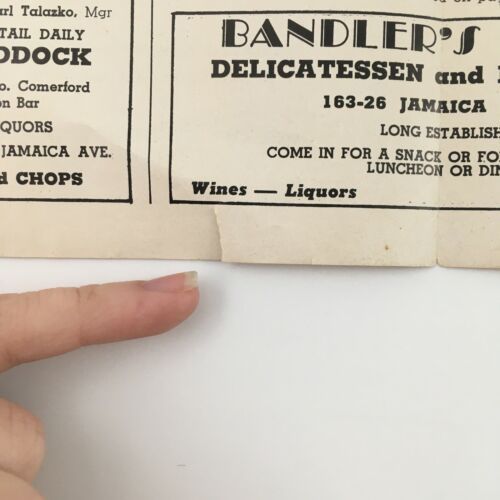 arl Talazko, Mgr
TAIL DAILY
DDOCK
o. Comerford
on Bar
QUORS
JAMAICA AVE.
d CHOPS
BANDLER'S
DELICATESSEN and
163-26 JAMAICA
LONG ESTABLISH
COME IN FOR A SNACK OR FO
LUNCHEON OR DIN
Wines — Liquors